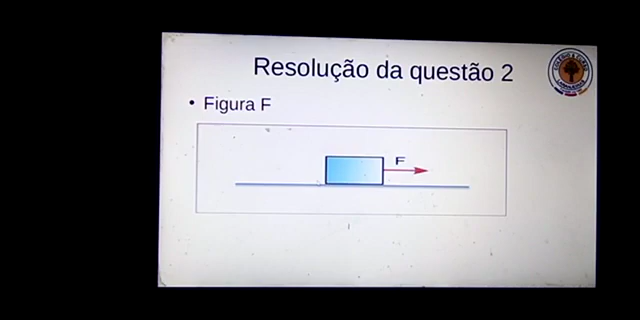 Resolução da questão 2
• Figura F
F